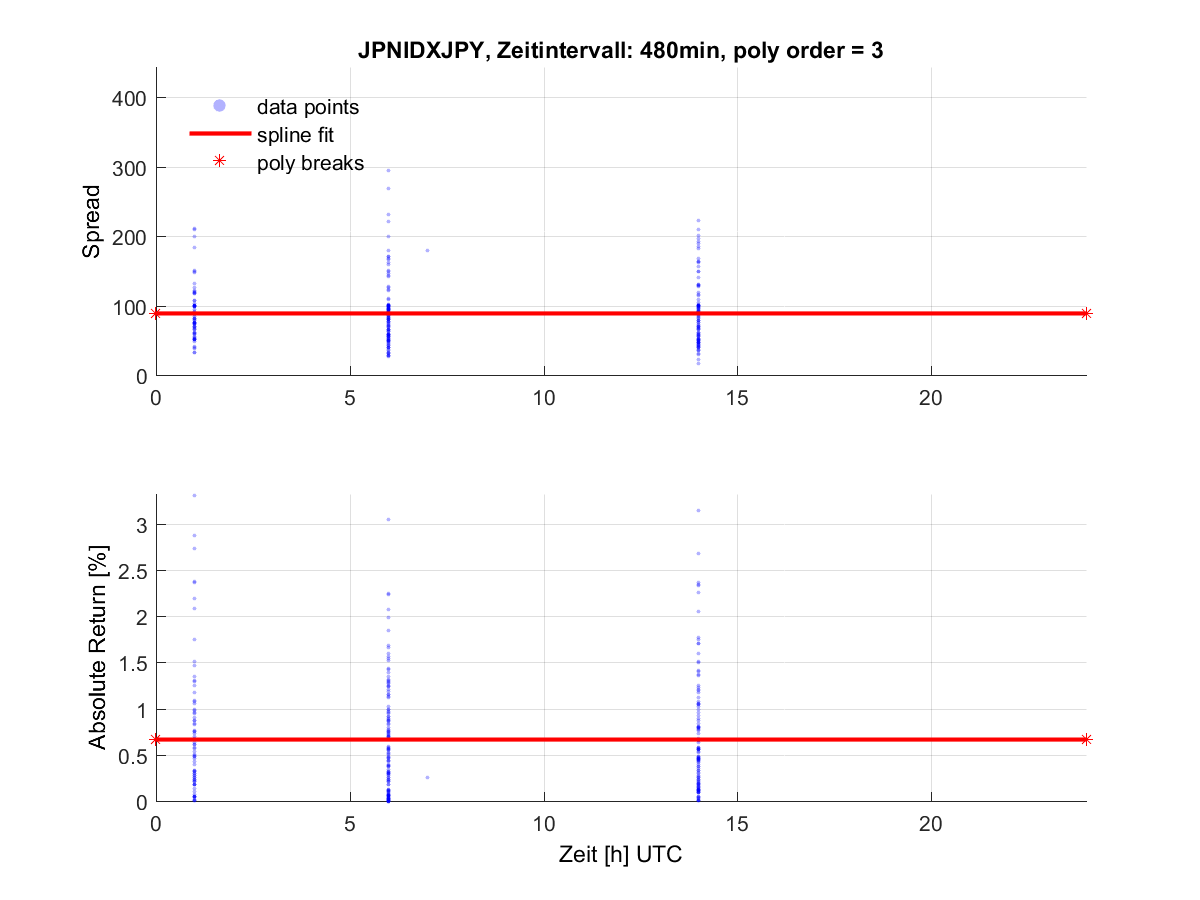 JPNIDXJPY, Zeitintervall: 480min, poly order = 3
400
300
200
100
0
Spread
data points
spline fit
poly breaks
0 5 10 15 20
3
2.5
2
1.5
1
0.5
0
Absolute Return [%]
0 5 10 15 20
Zeit [h] UTC